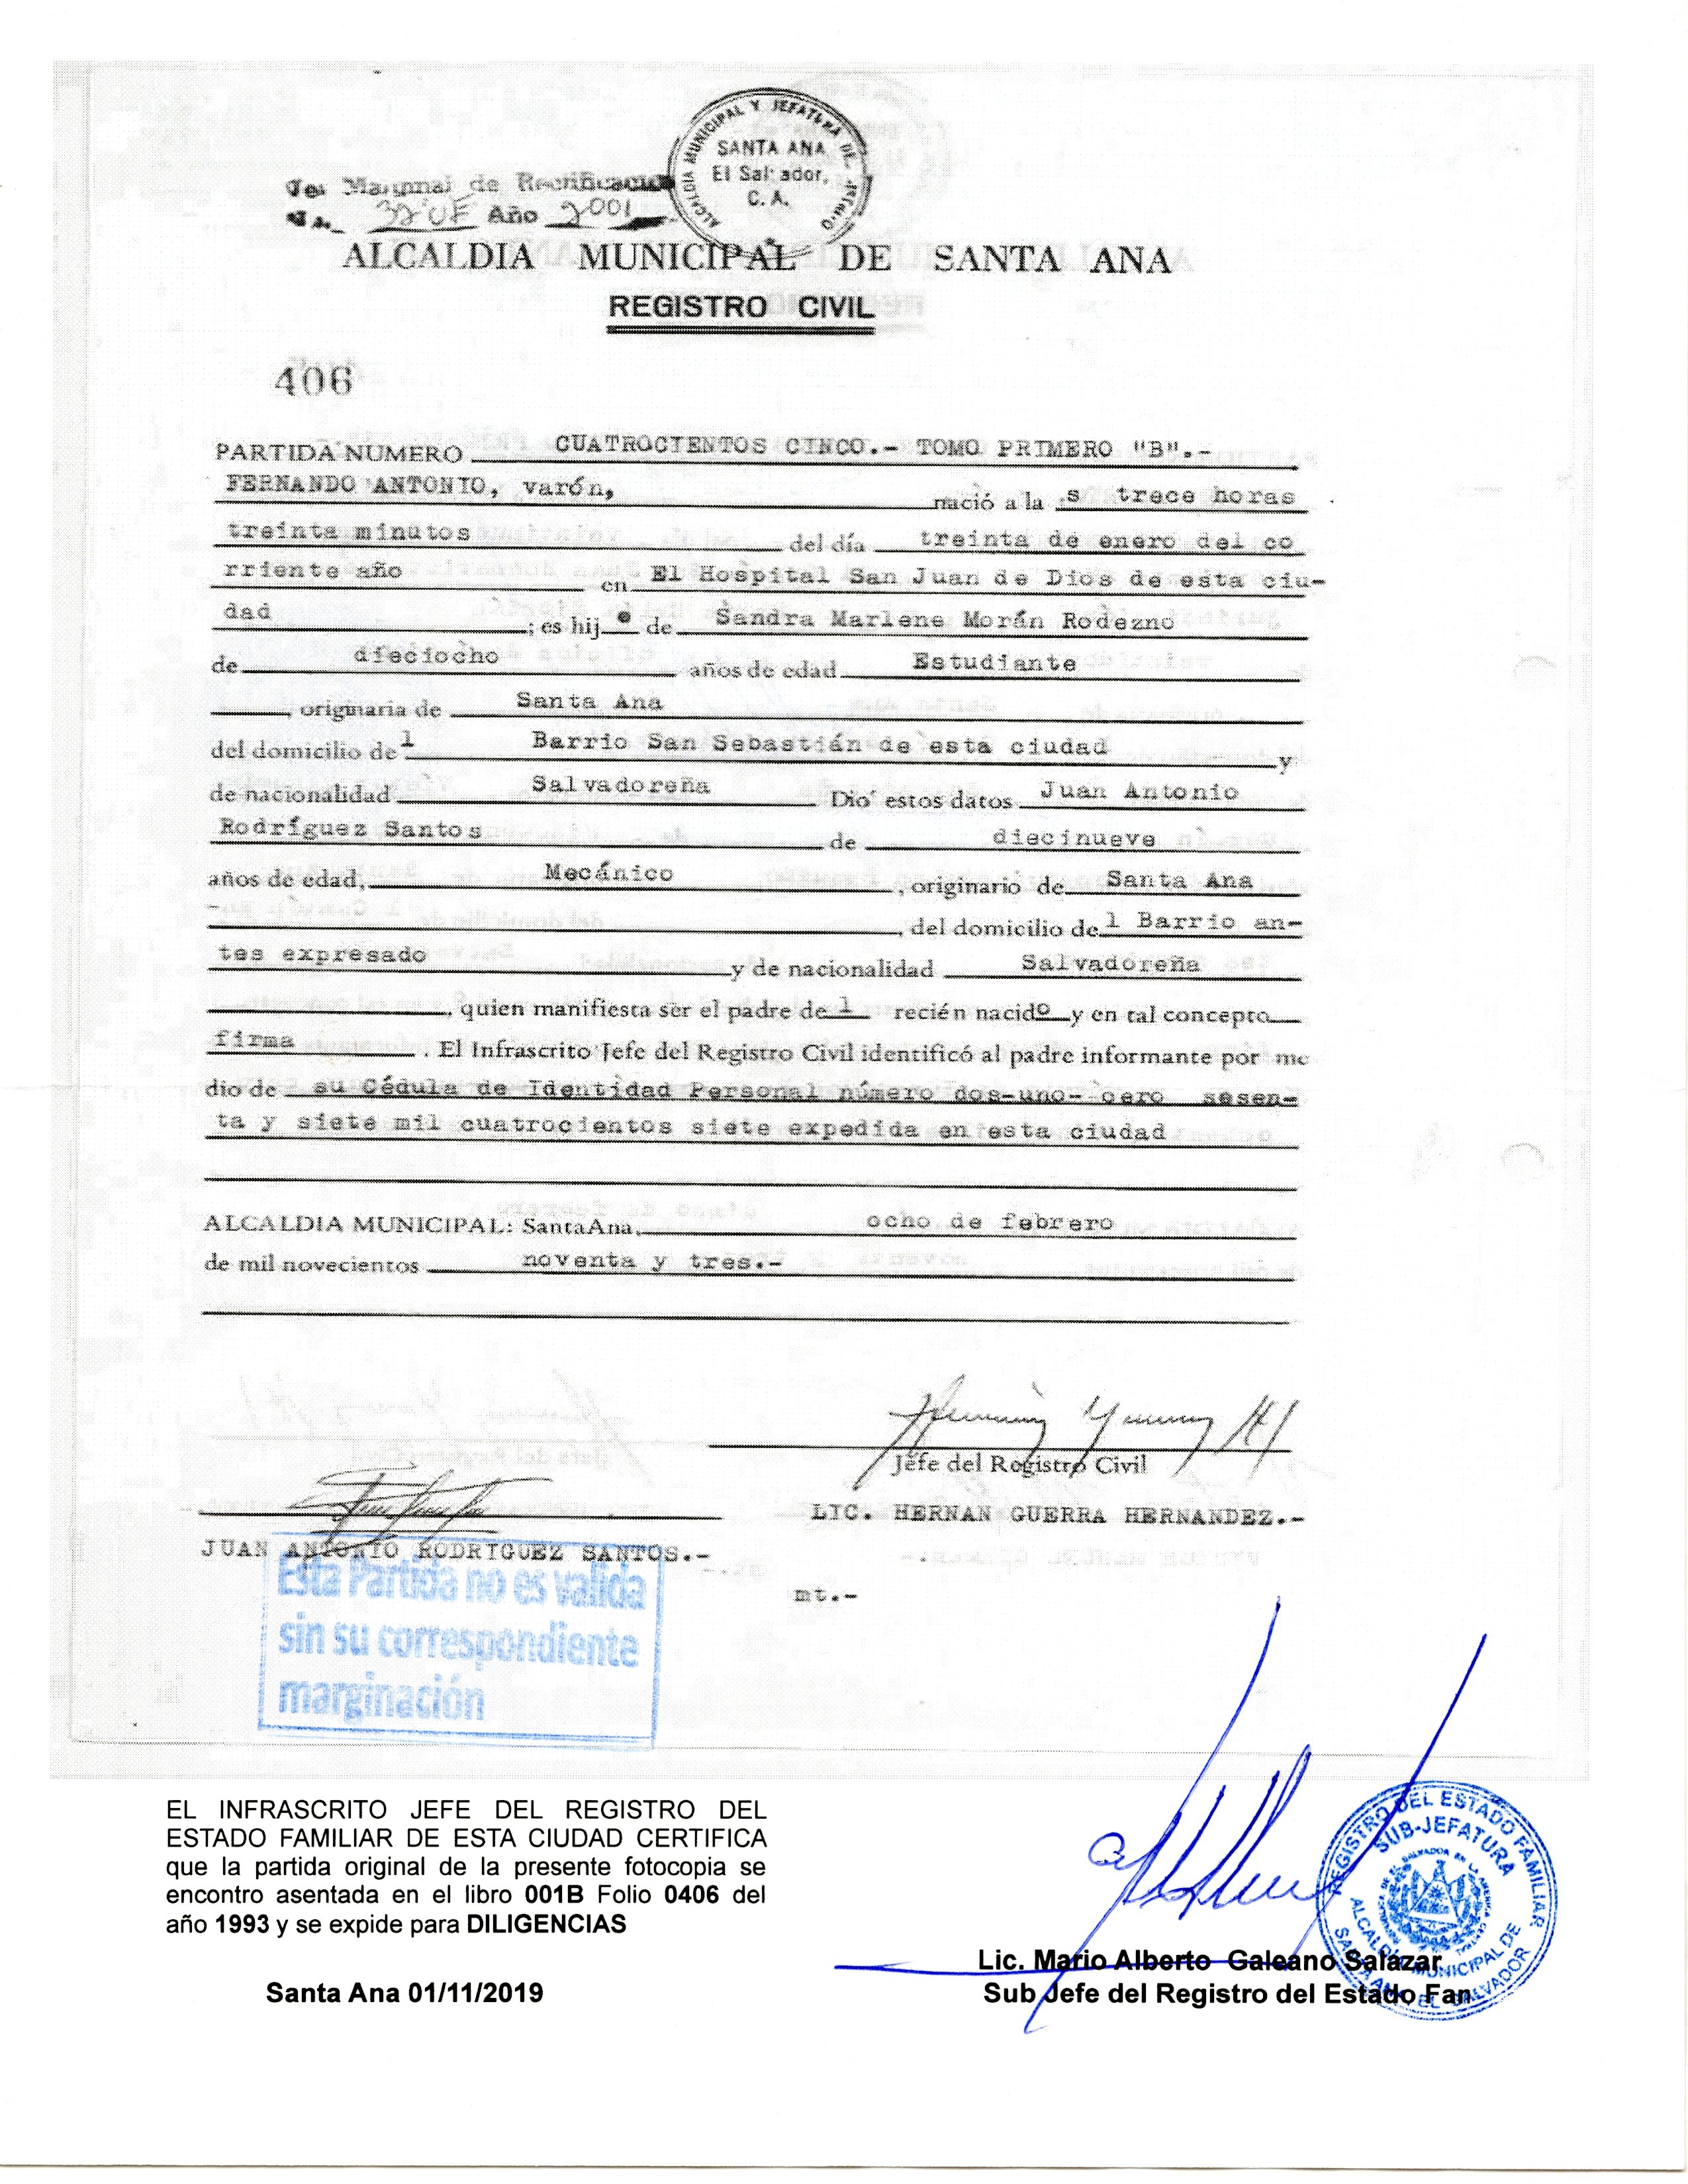 ALCALDIA MUNICIPAL Y JEFATURA DE
SANTA ANA
El Salvador,
C. A.
Marginal de Rectificación
Año 2001
ALCALDIA MUNICIPAL DE SANTA ANA
REGISTRO CIVIL
406
PARTIDA NUMERO CUATROCIENTOS CINCO.- TOMO PRIMERO "B".-
FERNANDO ANTONIO, varón, nació a la s trece horas
treinta minutos del día treinta de enero del co
rriente año en El Hospital San Juan de Dios de esta ciu-
dad ; es hij o de Sandra Marlene Morán Rodezno
de dieciocho años de edad Estudiante
, originaria de Santa Ana
del domicilio de l Barrio San Sebastián de esta ciudad y
de nacionalidad Salvadoreña Dio' estos datos Juan Antonio
Rodríguez Santos de diecinueve
años de edad, Mecánico , originario de Santa Ana
, del domicilio de l Barrio an-
tes expresado y de nacionalidad Salvadoreña
, quien manifiesta ser el padre de l recién nacid o y en tal concepto
firma . El Infrascrito Jefe del Registro Civil identificó al padre informante por me
dio de su Cédula de Identidad Personal número dos-uno- cero sesen-
ta y siete mil cuatrocientos siete expedida en esta ciudad
ALCALDIA MUNICIPAL: SantaAna, ocho de febrero
de mil novecientos noventa y tres.-
Jefe del Registro Civil
LIC. HERNAN GUERRA HERNANDEZ.-
JUAN ANTONIO RODRIGUEZ SANTOS.-
mt.-
Esta Partida no es valida
sin su correspondiente
marginación
EL INFRASCRITO JEFE DEL REGISTRO DEL
ESTADO FAMILIAR DE ESTA CIUDAD CERTIFICA
que la partida original de la presente fotocopia se
encontro asentada en el libro 001B Folio 0406 del
año 1993 y se expide para DILIGENCIAS
Santa Ana 01/11/2019
Lic. Mario Alberto Galeano Salazar
Sub Jefe del Registro del Estado Fam
REGISTRO DEL ESTADO FAMILIAR
SUB-JEFATURA
ALCALDIA MUNICIPAL DE
SANTA ANA, EL SALVADOR